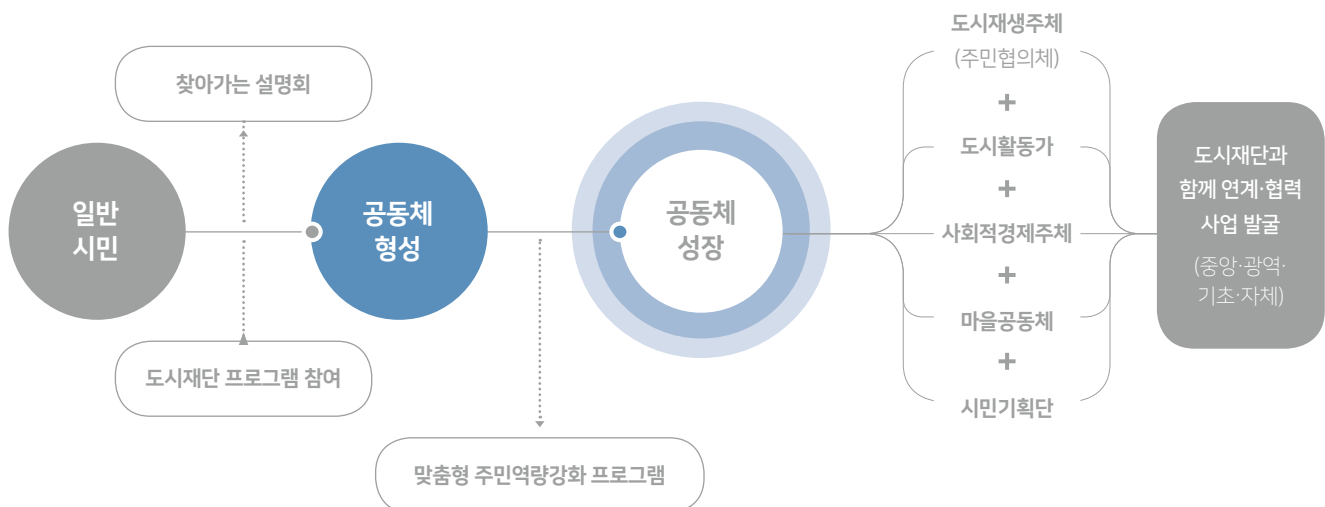 찾아가는 설명회
일반
시민
도시재단 프로그램 참여
공동체
형성
맞춤형 주민역량강화 프로그램
공동체
성장
도시재생주체
(주민협의체)
+
도시활동가
+
사회적경제주체
+
마을공동체
+
시민기획단
도시재단과
함께 연계·협력
사업 발굴
(중앙·광역·
기초·자체)